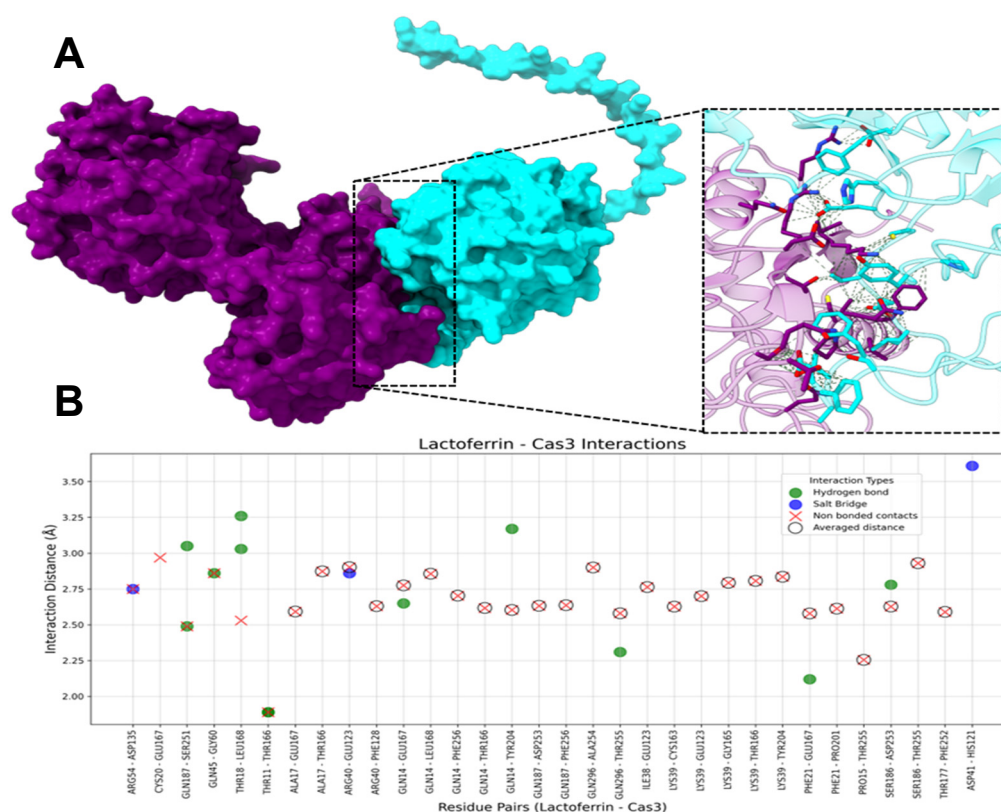 A
B
Lactoferrin - Cas3 Interactions
Interaction Distance (Å)
3.50
3.25
3.00
2.75
2.50
2.25
2.00
Interaction Types
Hydrogen bond
Salt Bridge
Non bonded contacts
Averaged distance
ARG54 - ASP135
CYS20 - GLU167
GLN187 - SER251
GLN45 - GLY60
THR18 - LEU168
THR11 - THR166
ALA17 - GLU167
ALA17 - THR166
ARG40 - GLU123
ARG40 - PHE128
GLN14 - GLU167
GLN14 - LEU168
GLN14 - PHE256
GLN14 - THR166
GLN14 - TYR204
GLN187 - ASP253
GLN187 - PHE256
GLN296 - ALA254
GLN296 - THR255
ILE38 - GLU123
LYS39 - CYS163
LYS39 - GLU123
LYS39 - GLY165
LYS39 - THR166
LYS39 - TYR204
PHE21 - GLU167
PHE21 - PRO201
PRO15 - THR255
SER186 - ASP253
SER186 - THR255
THR177 - PHE252
ASP41 - HIS121
Residue Pairs (Lactoferrin - Cas3)